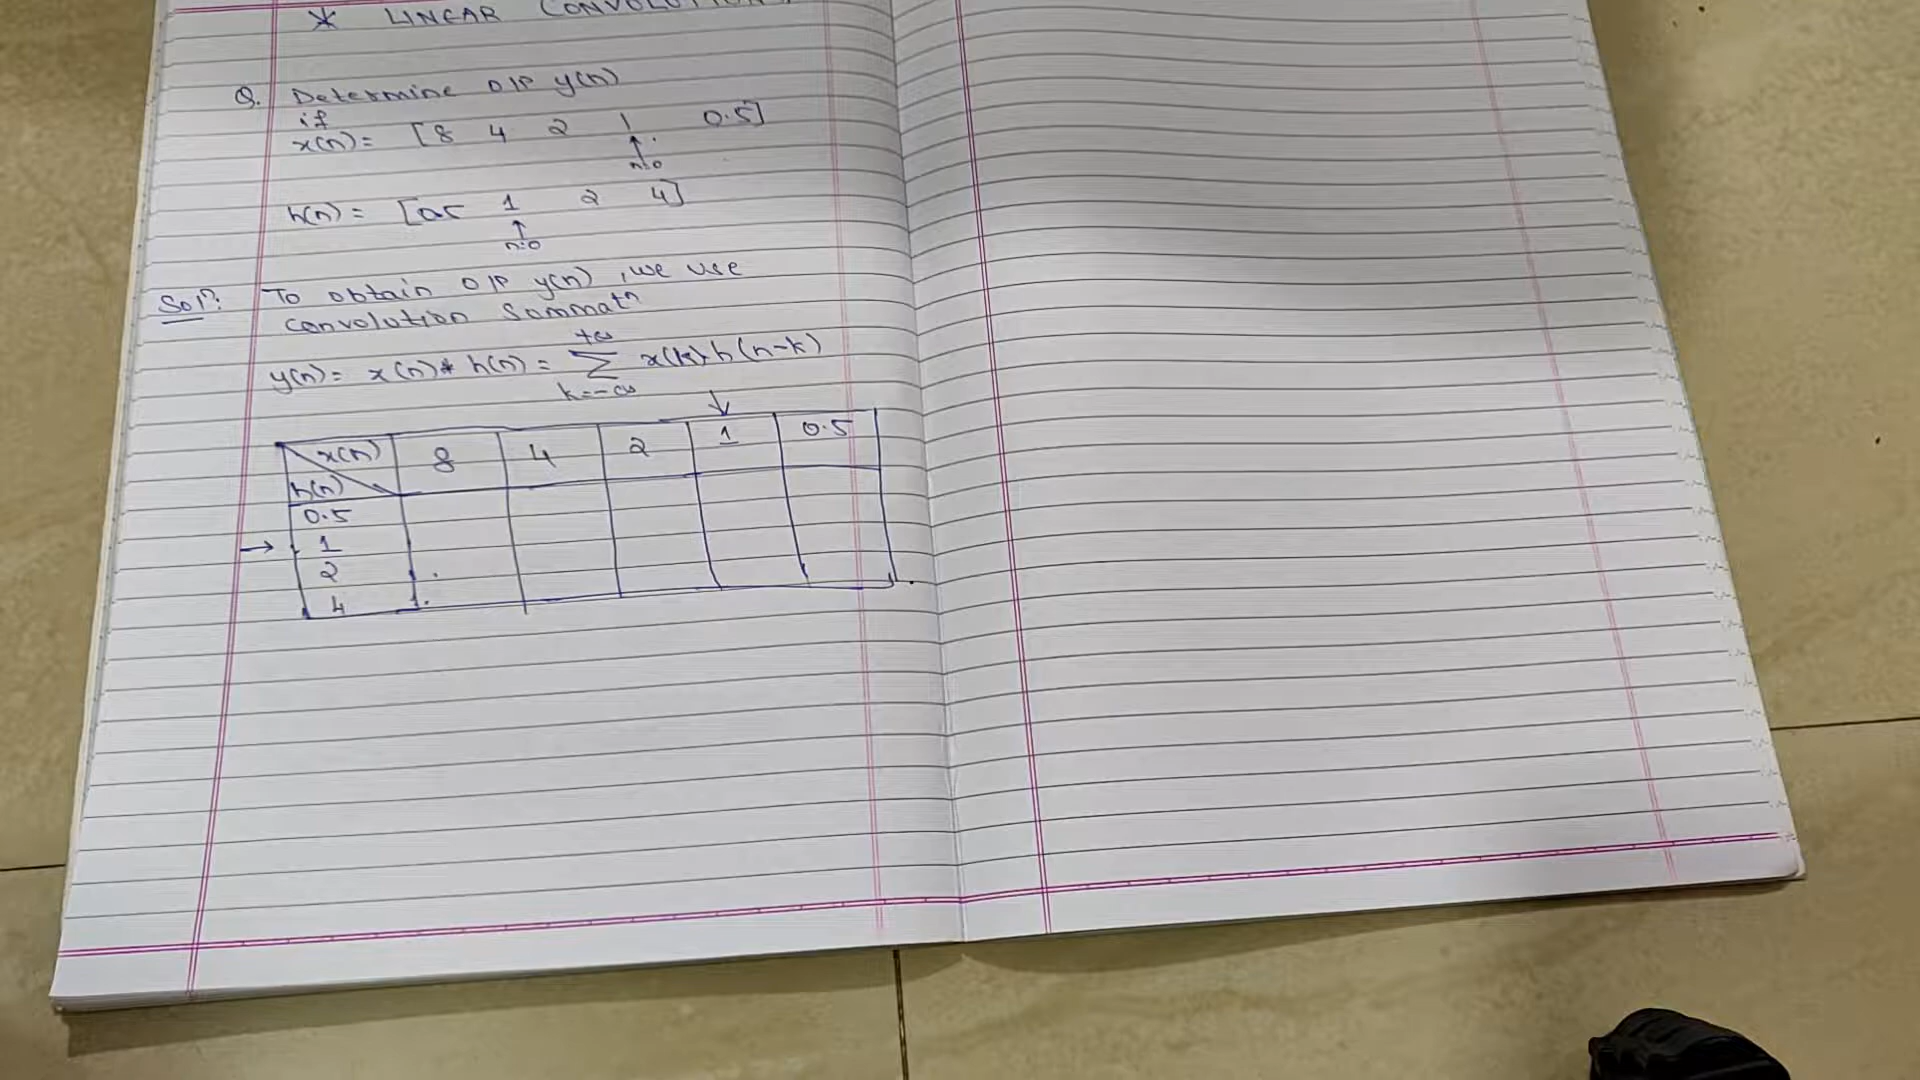 * LINEAR CONVOLUTION
Q. Determine O/P y(n)
if
x(n) = [8 4 2 1 0.5]
↑
n=0
h(n) = [0.5 1 2 4]
↑
n=0
Solⁿ: To obtain O/P y(n), we use
convolution Summatⁿ
y(n) = x(n) * h(n) = Σ x(k) h(n-k)
+∞
k=-∞
↓
x(n) 8 4 2 1 0.5
h(n)
0.5
→ 1
2
4